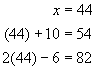 x = 44
(44) + 10 = 54
2(44) − 6 = 82